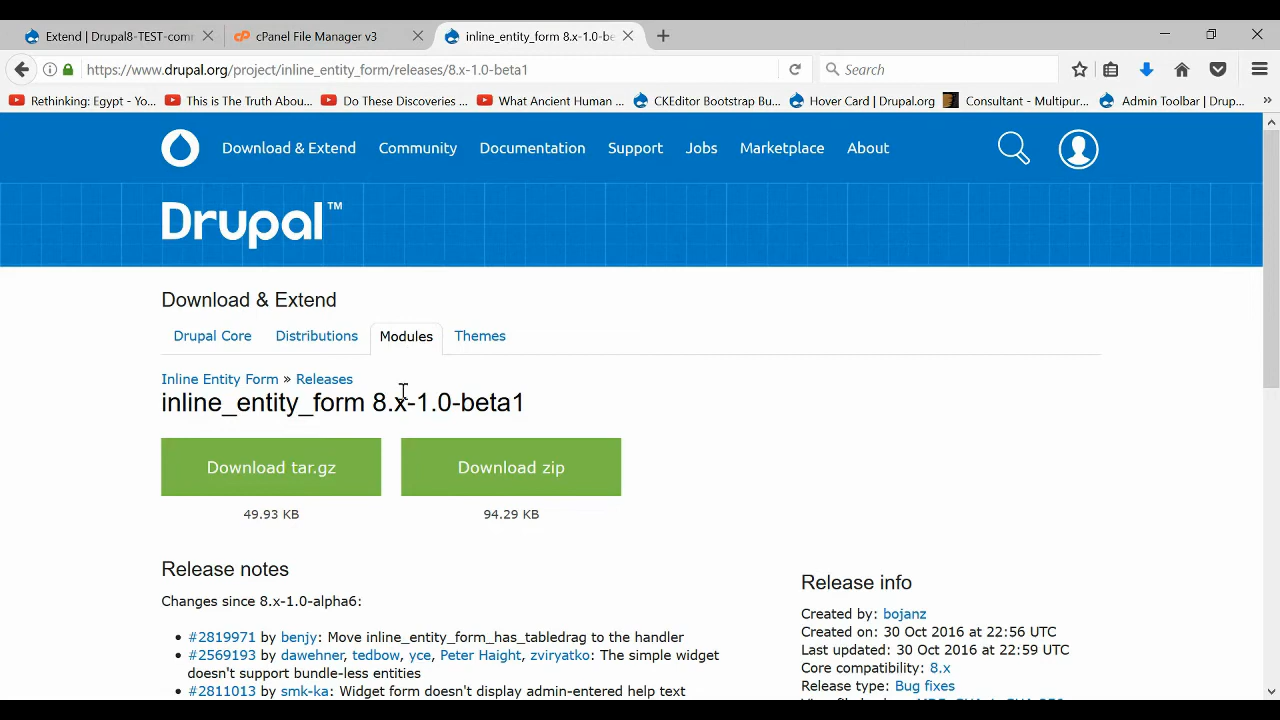 Extend | Drupal8-TEST-com
cPanel File Manager v3
inline_entity_form 8.x-1.0-be
https://www.drupal.org/project/inline_entity_form/releases/8.x-1.0-beta1
Search
Rethinking: Egypt - Yo...
This is The Truth Abou...
Do These Discoveries ...
What Ancient Human ...
CKEditor Bootstrap Bu...
Hover Card | Drupal.org
Consultant - Multipur...
Admin Toolbar | Drup...
Download & Extend
Community
Documentation
Support
Jobs
Marketplace
About
Drupal™
Download & Extend
Drupal Core
Distributions
Modules
Themes
Inline Entity Form » Releases
inline_entity_form 8.x-1.0-beta1
Download tar.gz
Download zip
49.93 KB
94.29 KB
Release notes
Changes since 8.x-1.0-alpha6:
• #2819971 by benjy: Move inline_entity_form_has_tabledrag to the handler
• #2569193 by dawehner, tedbow, yce, Peter Haight, zviryatko: The simple widget
doesn't support bundle-less entities
• #2811013 by smk-ka: Widget form doesn't display admin-entered help text
Release info
Created by: bojanz
Created on: 30 Oct 2016 at 22:56 UTC
Last updated: 30 Oct 2016 at 22:59 UTC
Core compatibility: 8.x
Release type: Bug fixes